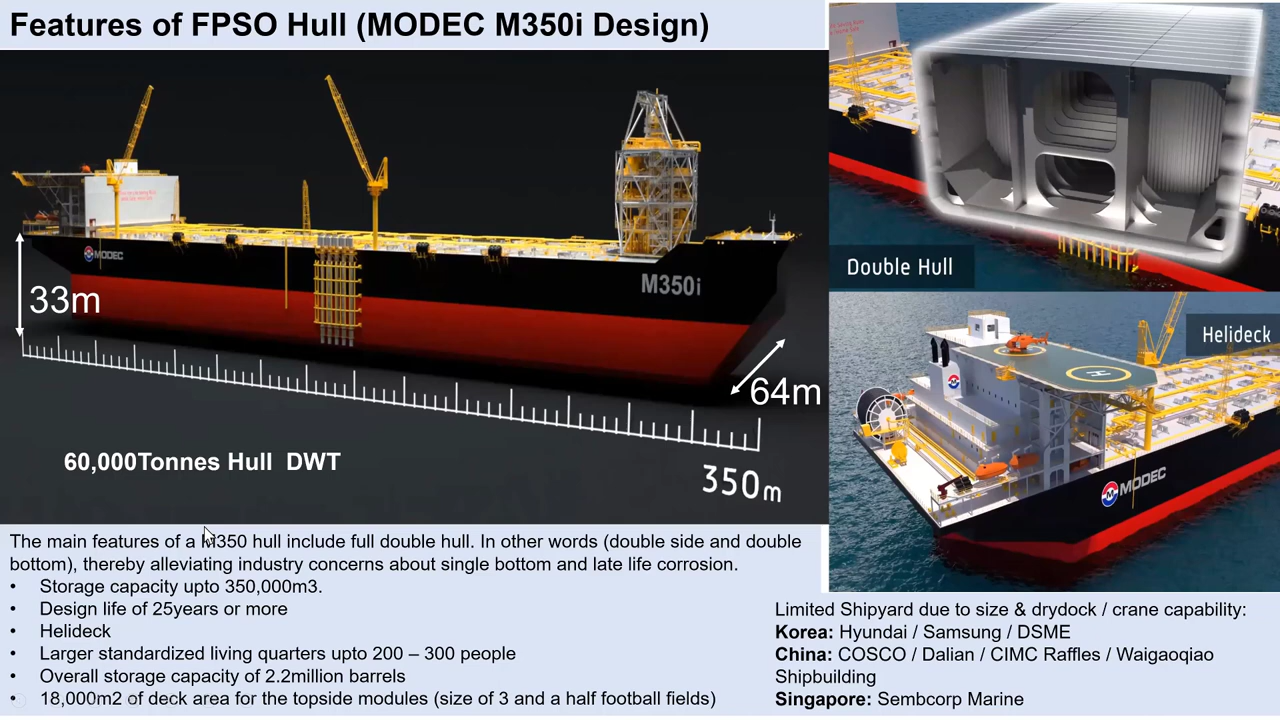 Features of FPSO Hull (MODEC M350i Design)
MODEC
M350i
33m
64m
350m
60,000Tonnes Hull  DWT
Double Hull
Helideck
H
MODEC
The main features of a M350 hull include full double hull. In other words (double side and double
bottom), thereby alleviating industry concerns about single bottom and late life corrosion.
• Storage capacity upto 350,000m3.
• Design life of 25years or more
• Helideck
• Larger standardized living quarters upto 200 – 300 people
• Overall storage capacity of 2.2million barrels
• 18,000m2 of deck area for the topside modules (size of 3 and a half football fields)
Limited Shipyard due to size & drydock / crane capability:
Korea: Hyundai / Samsung / DSME
China: COSCO / Dalian / CIMC Raffles / Waigaoqiao
Shipbuilding
Singapore: Sembcorp Marine